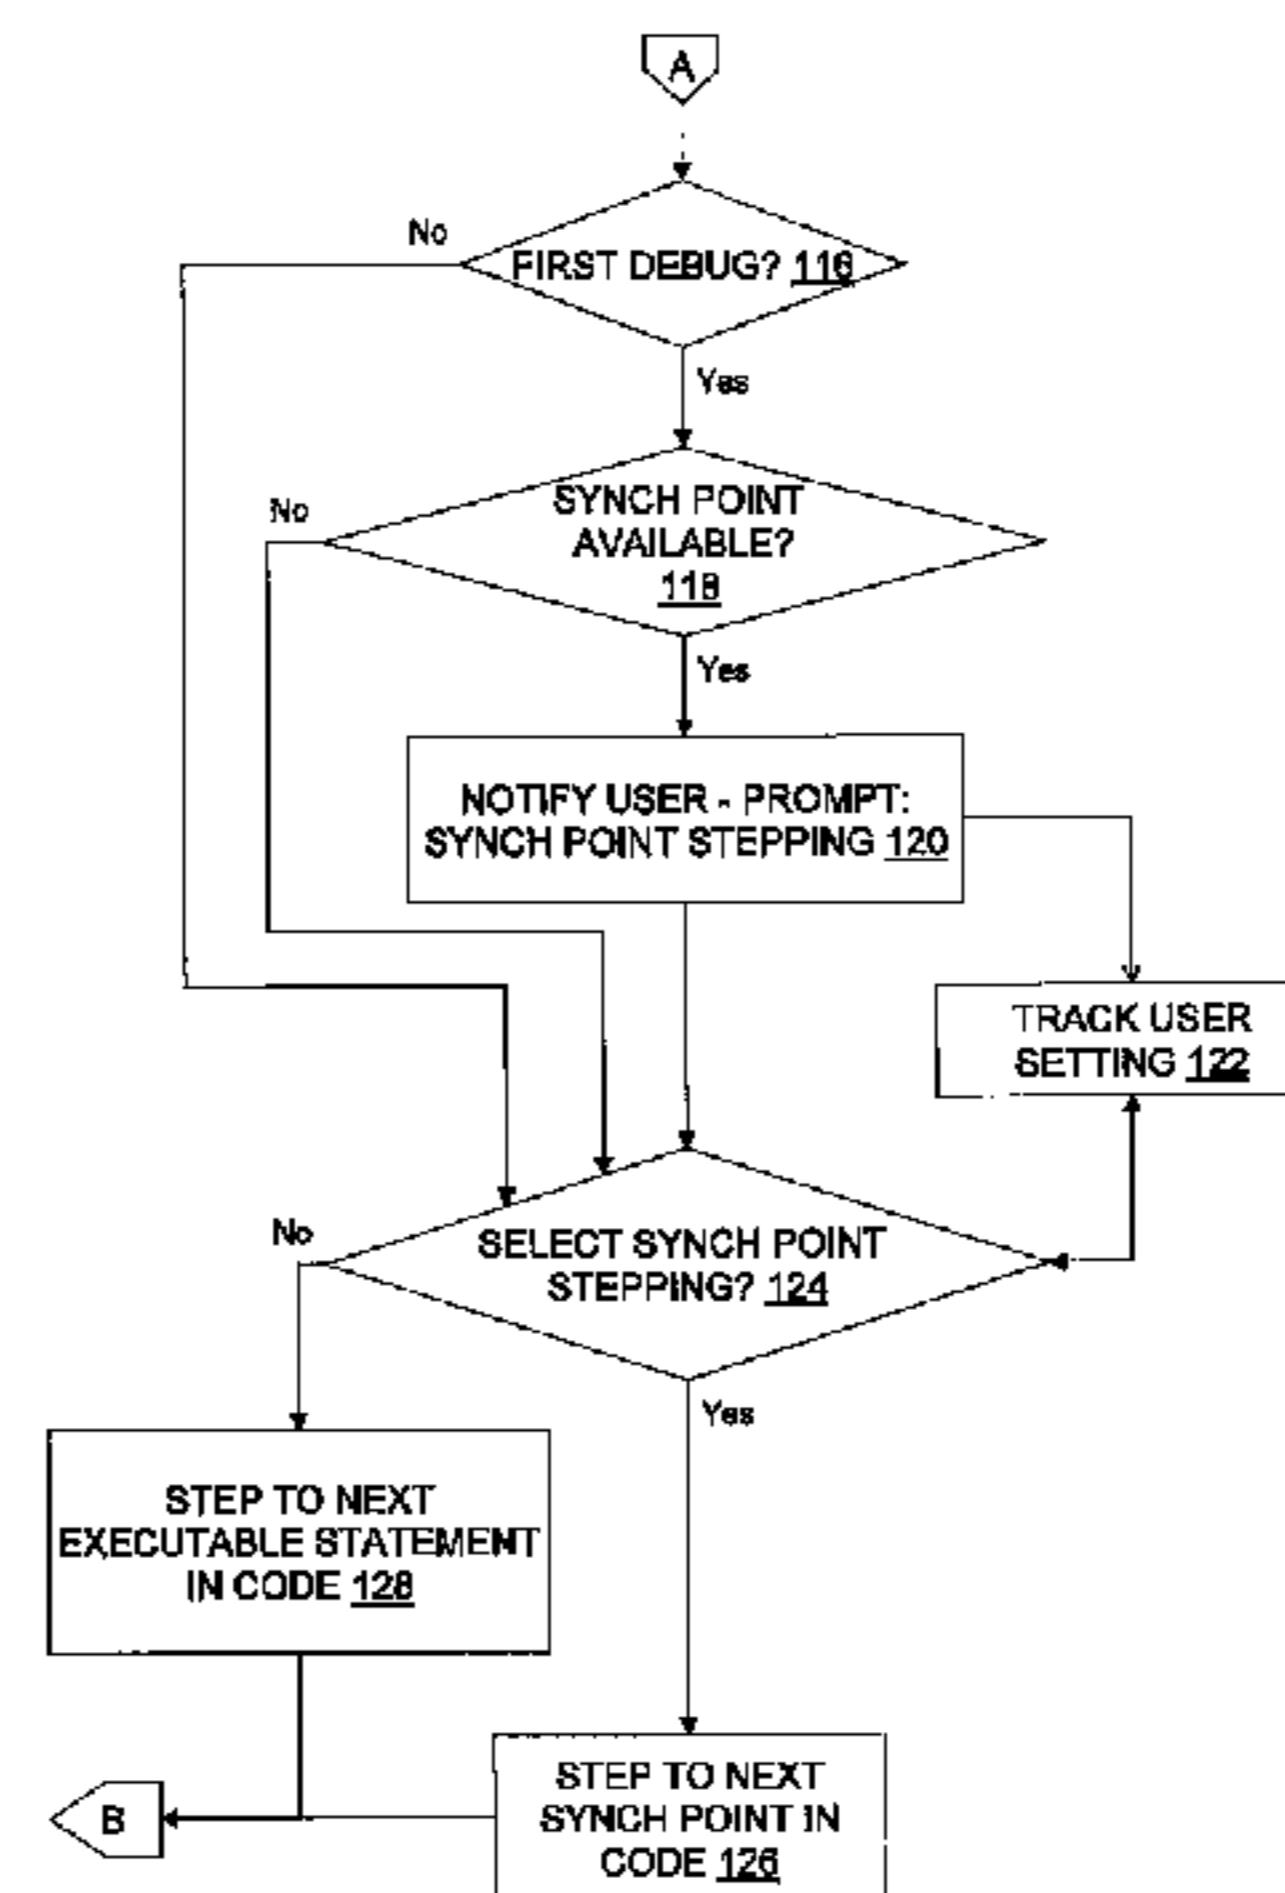 A
No
FIRST DEBUG? 116
Yes
SYNCH POINT
No
AVAILABLE?
118
Yes
NOTIFY USER - PROMPT:
SYNCH POINT STEPPING 120
TRACK USER
SETTING 122
No
SELECT SYNCH POINT
STEPPING? 124
Yes
STEP TO NEXT
EXECUTABLE STATEMENT
IN CODE 128
STEP TO NEXT
SYNCH POINT IN
CODE 126
B